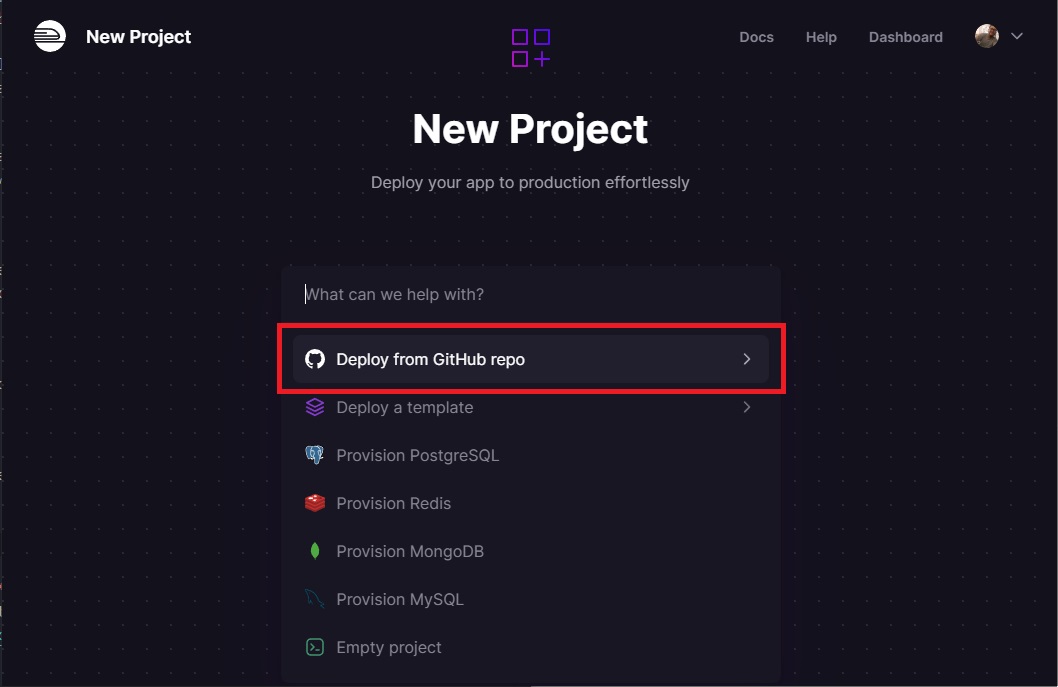 New Project
Docs Help Dashboard
New Project
Deploy your app to production effortlessly
What can we help with?
Deploy from GitHub repo
Deploy a template
Provision PostgreSQL
Provision Redis
Provision MongoDB
Provision MySQL
Empty project